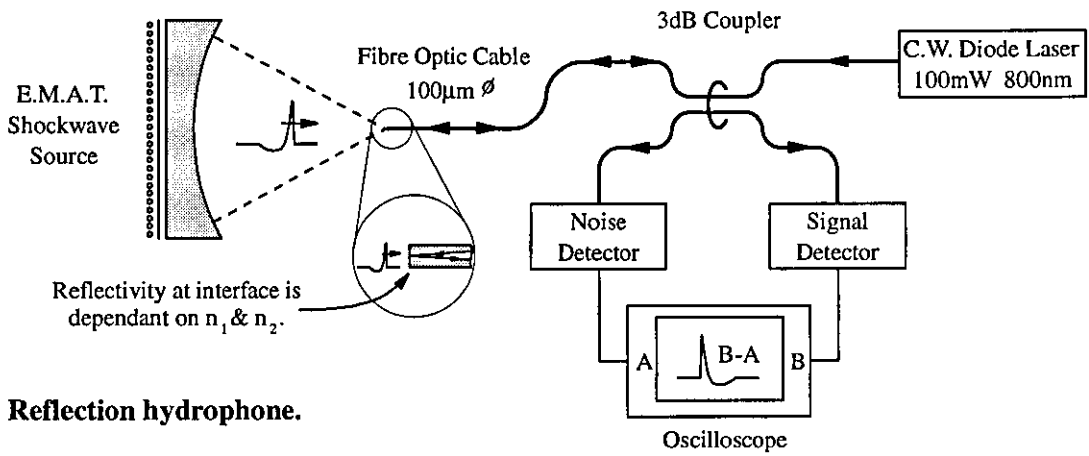 3dB Coupler
E.M.A.T.
Shockwave
Source
Fibre Optic Cable
100μm Ø
C.W. Diode Laser
100mW 800nm
Noise
Detector
Signal
Detector
Reflectivity at interface is
dependant on n₁ & n₂.
A
B-A
B
Reflection hydrophone.
Oscilloscope